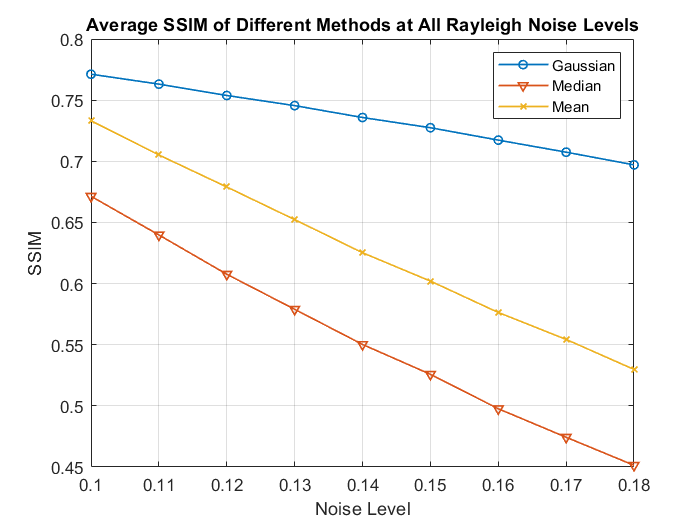 Average SSIM of Different Methods at All Rayleigh Noise Levels
0.8
0.75
0.7
0.65
0.6
0.55
0.5
0.45
SSIM
Gaussian
Median
Mean
0.1 0.11 0.12 0.13 0.14 0.15 0.16 0.17 0.18
Noise Level